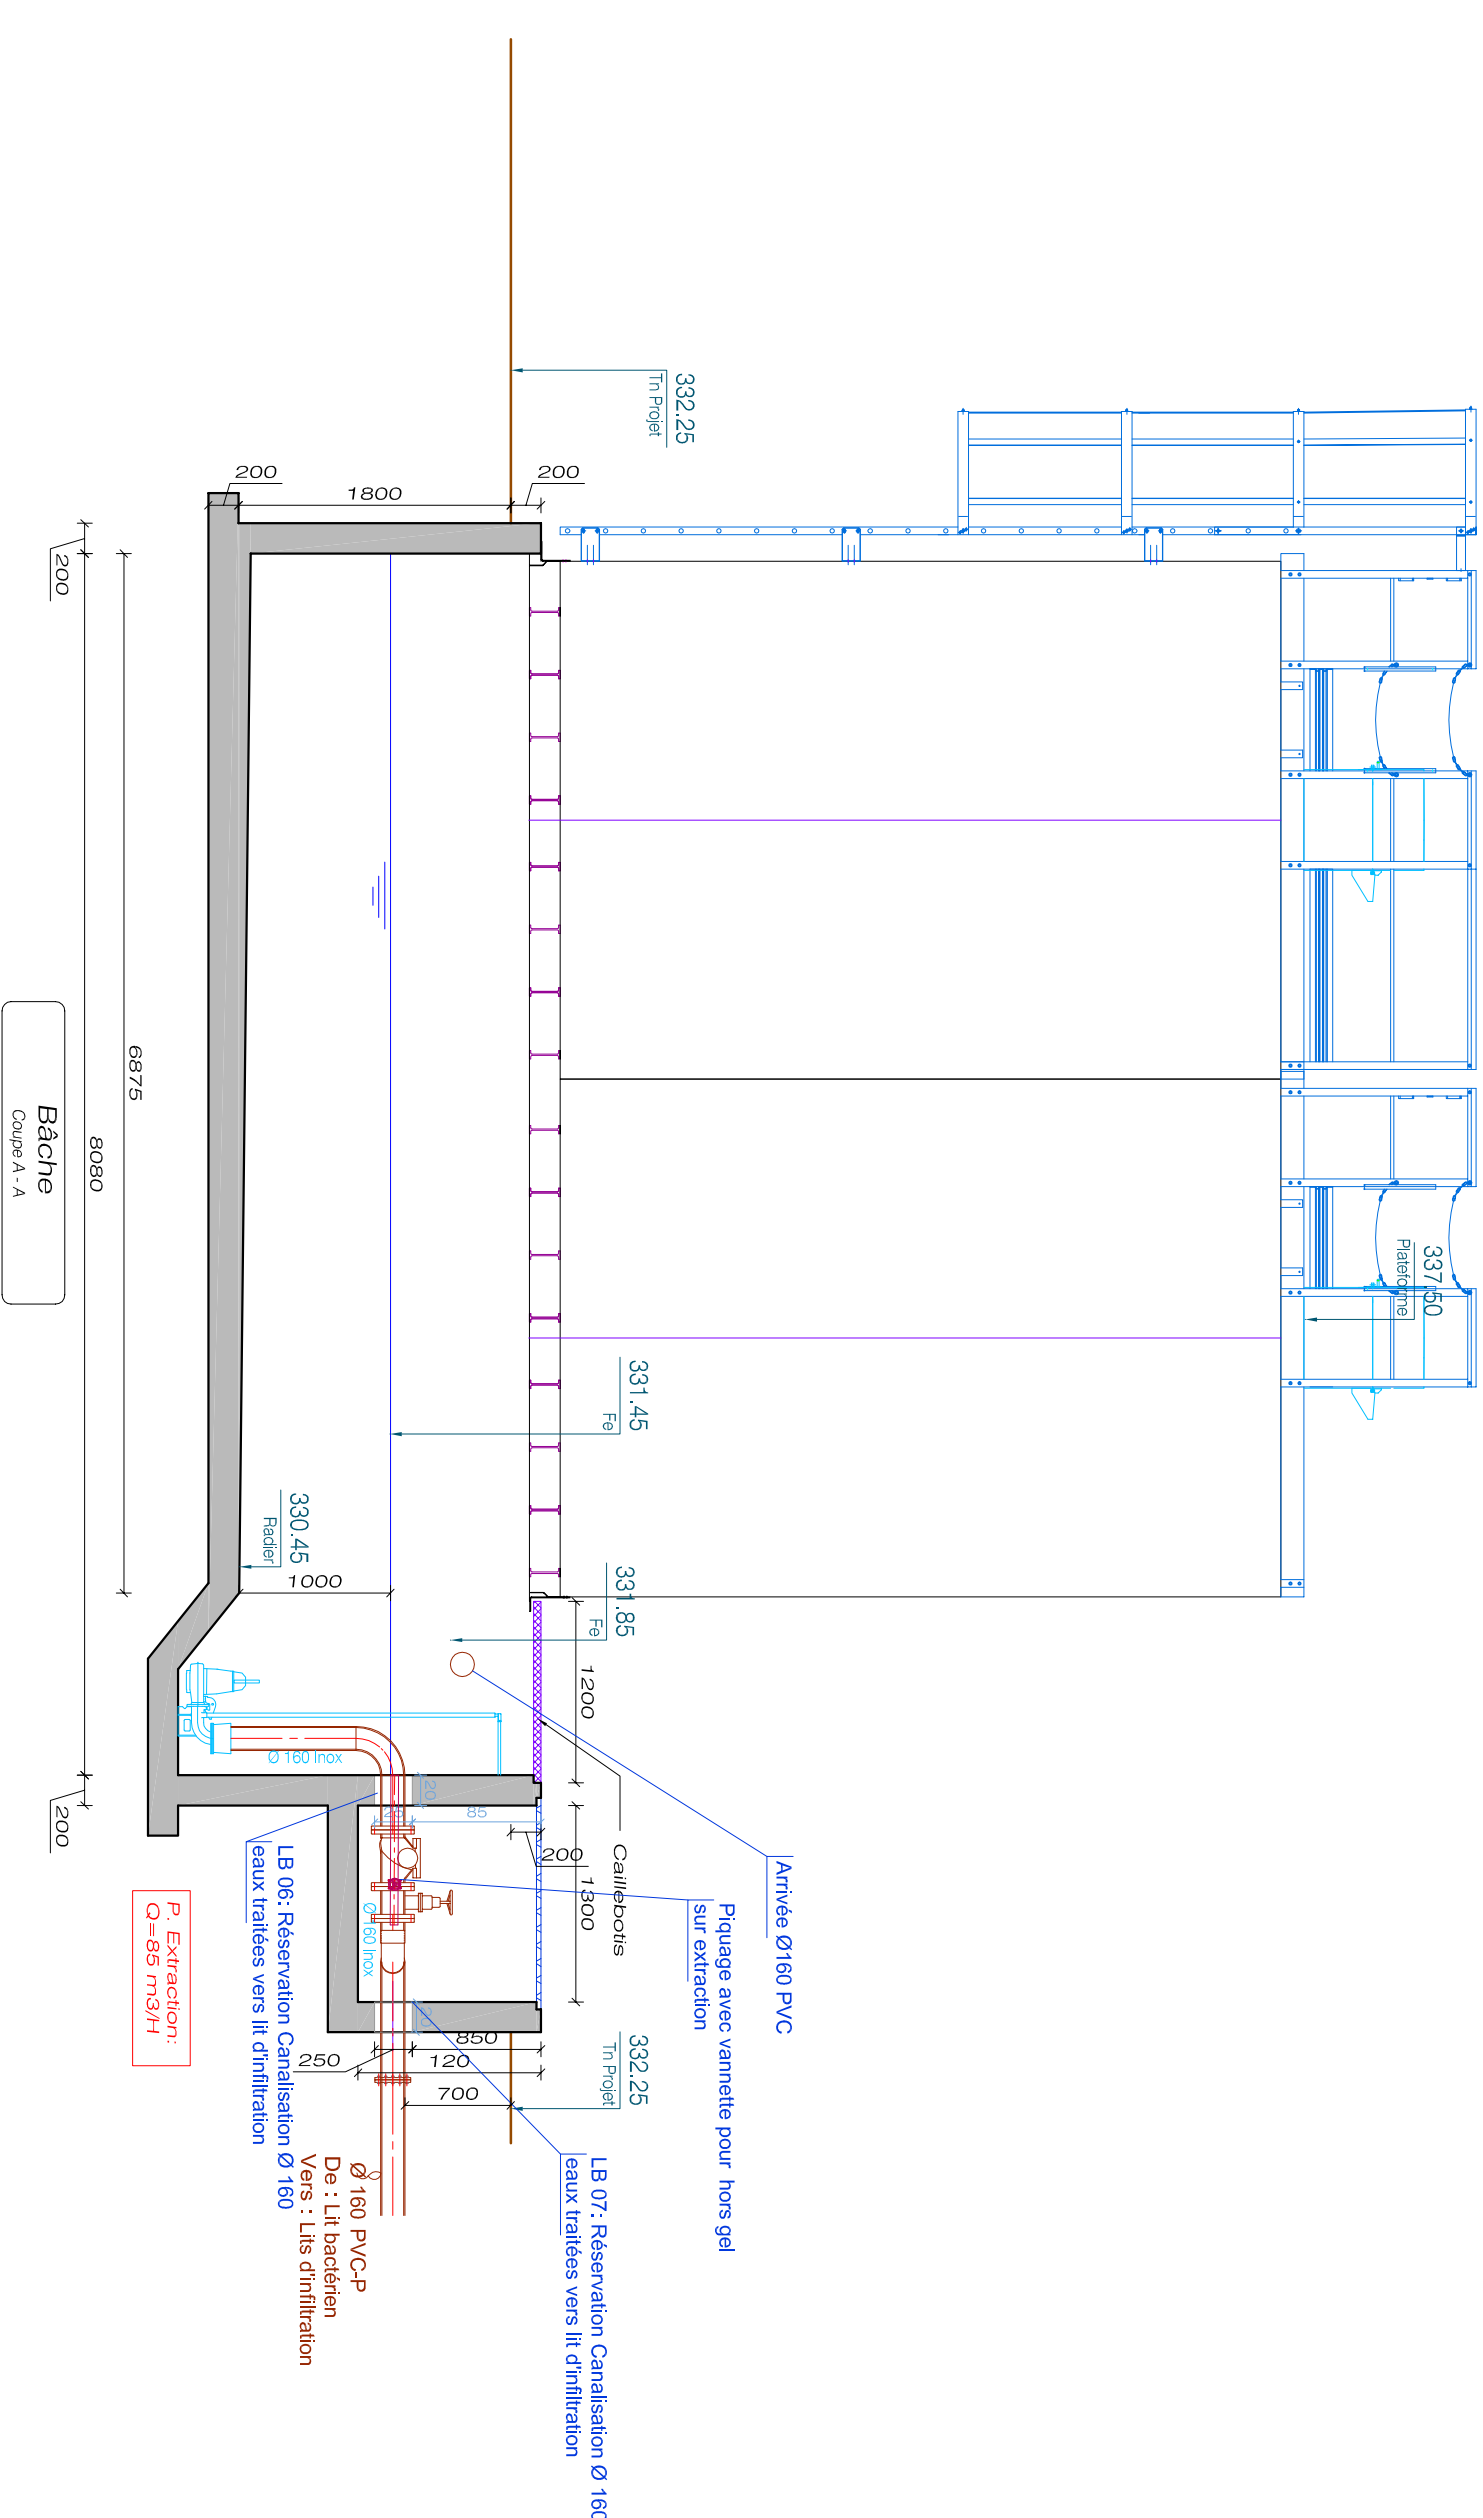 337.50
Plateforme
332.25
Tn Projet
331.45
Fe
331.85
Fe
330.45
Radier
332.25
Tn Projet
200
1800
200
200
6875
8080
200
1000
1200
1300
200
Caillebotis
Arrivée Ø160 PVC
Piquage avec vannette pour hors gel
sur extraction
LB 07: Réservation Canalisation Ø 160
eaux traitées vers lit d'infiltration
LB 06: Réservation Canalisation Ø 160
eaux traitées vers lit d'infiltration
Ø 160 Inox
Ø 160 Inox
20
25
85
20
850
120
250
700
Ø 160 PVC-P
De : Lit bactérien
Vers : Lits d'infiltration
P. Extraction:
Q=85 m3/H
Bâche
Coupe A - A